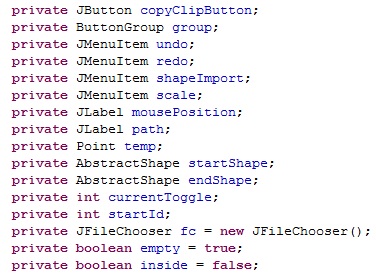 private JButton copyClipButton;
private ButtonGroup group;
private JMenuItem undo;
private JMenuItem redo;
private JMenuItem shapeImport;
private JMenuItem scale;
private JLabel mousePosition;
private JLabel path;
private Point temp;
private AbstractShape startShape;
private AbstractShape endShape;
private int currentToggle;
private int startId;
private JFileChooser fc = new JFileChooser();
private boolean empty = true;
private boolean inside = false;